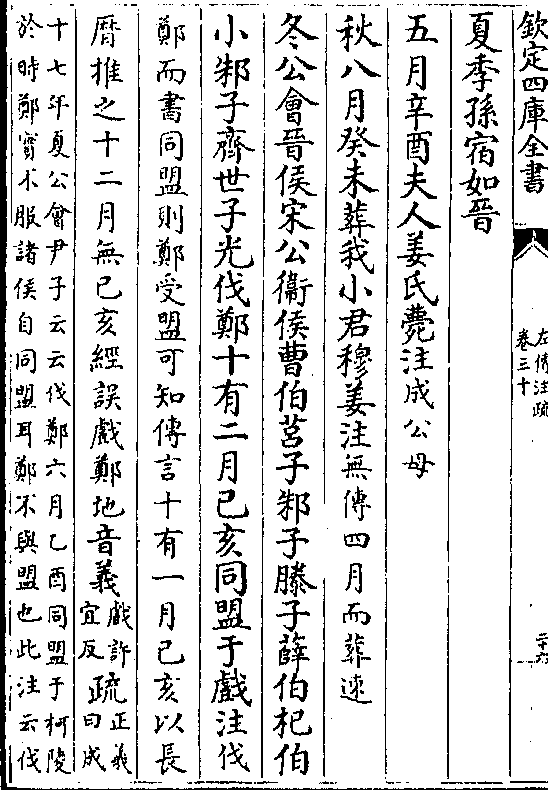 欽定四庫全書
左傳注疏
卷三十
二十六
夏季孫宿如晉
五月辛酉夫人姜氏薨注成公母
秋八月癸未葬我小君穆姜注無傳四月而葬速
冬公會晉侯宋公衞侯曹伯莒子邾子滕子薛伯杞伯
小邾子齊世子光伐鄭十有二月己亥同盟于戲注伐
鄭而書同盟則鄭受盟可知傳言十有一月己亥以長
厯推之十二月無己亥經誤戲鄭地音義戲許宜反疏正義曰成
十七年夏公會尹子云云伐鄭六月乙酉同盟于柯陵
於時鄭實不服諸侯自同盟耳鄭不與盟也此注云伐